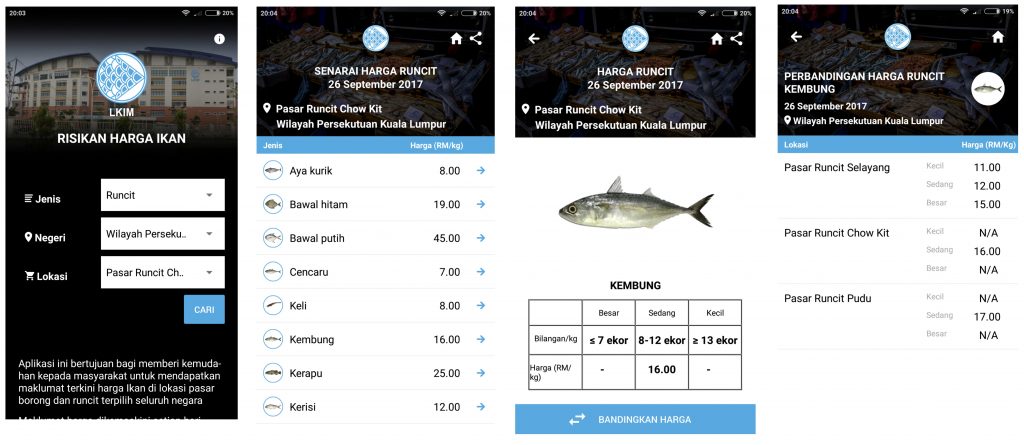 20:03
20%
LKIM
RISIKAN HARGA IKAN
Jenis
Runcit
Negeri
Wilayah Perseku..
Lokasi
Pasar Runcit Ch..
CARI
Aplikasi ini bertujuan bagi memberi kemuda-
han kepada masyarakat untuk mendapatkan
maklumat terkini harga Ikan di lokasi pasar
borong dan runcit terpilih seluruh negara
Maklumat harga dikemaskini setiap hari
20:04
20%
SENARAI HARGA RUNCIT
26 September 2017
Pasar Runcit Chow Kit
Wilayah Persekutuan Kuala Lumpur
Jenis Harga (RM/kg)
Aya kurik 8.00
Bawal hitam 19.00
Bawal putih 45.00
Cencaru 7.00
Keli 8.00
Kembung 16.00
Kerapu 25.00
Kerisi 12.00
20:04
20%
HARGA RUNCIT
26 September 2017
Pasar Runcit Chow Kit
Wilayah Persekutuan Kuala Lumpur
KEMBUNG
Besar Sedang Kecil
Bilangan/kg ≤ 7 ekor 8-12 ekor ≥ 13 ekor
Harga (RM/
kg) - 16.00 -
BANDINGKAN HARGA
20:04
19%
PERBANDINGAN HARGA RUNCIT
KEMBUNG
26 September 2017
Wilayah Persekutuan Kuala Lumpur
Lokasi Harga (RM/Kg)
Pasar Runcit Selayang Kecil 11.00
Sedang 12.00
Besar 15.00
Pasar Runcit Chow Kit Kecil N/A
Sedang 16.00
Besar N/A
Pasar Runcit Pudu Kecil N/A
Sedang 17.00
Besar N/A